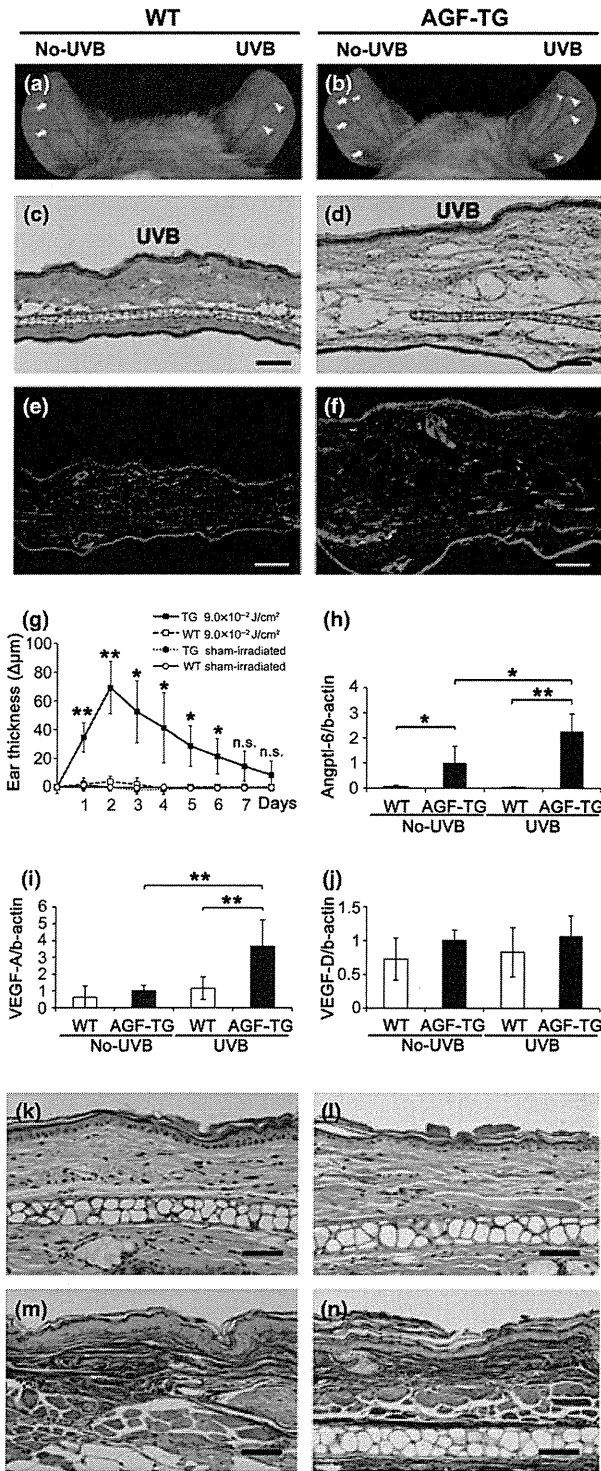 WT AGF-TG
No-UVB UVB No-UVB UVB
(a) (b)
(c) UVB (d) UVB
(e) (f)
(g)
TG 9.0×10⁻² J/cm²
WT 9.0×10⁻² J/cm²
TG sham-irradiated
WT sham-irradiated
Ear thickness (Δμm)
100
80
60
40
20
0
** ** * * * * n.s. n.s.
1 2 3 4 5 6 7 Days
(h)
Angptl-6/b-actin
4
3
2
1
0
* * **
WT AGF-TG WT AGF-TG
No-UVB UVB
(i)
VEGF-A/b-actin
6
5
4
3
2
1
0
** **
WT AGF-TG WT AGF-TG
No-UVB UVB
(j)
VEGF-D/b-actin
1.5
1
0.5
0
WT AGF-TG WT AGF-TG
No-UVB UVB
(k) (l)
(m) (n)